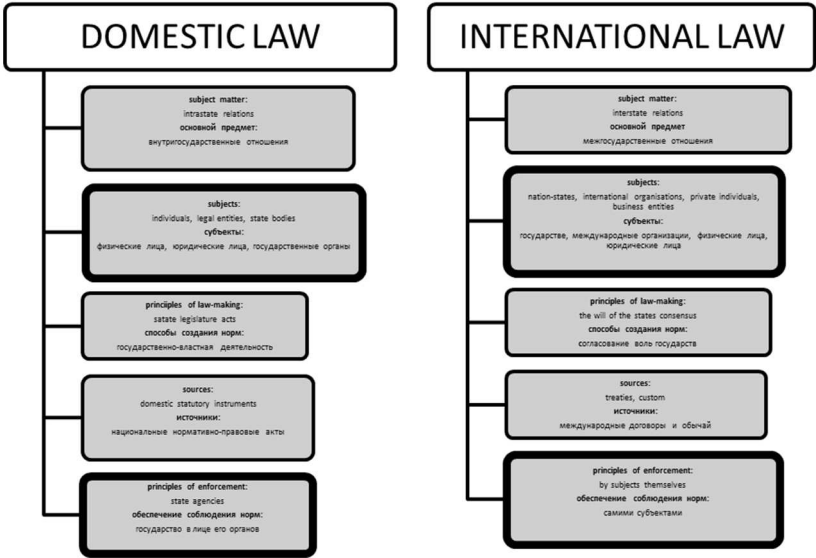 DOMESTIC LAW
subject matter:
intrastate relations
основной предмет:
внутригосударственные отношения
subjects:
individuals, legal entities, state bodies
субъекты:
физические лица, юридические лица, государственные органы
princiiples of law-making:
satate legislature acts
способы создания норм:
государственно-властная деятельность
sources:
domestic statutory instruments
источники:
национальные нормативно-правовые акты
principles of enforcement:
state agencies
обеспечение соблюдения норм:
государство в лице его органов
INTERNATIONAL LAW
subject matter:
interstate relations
основной предмет
межгосударственные отношения
subjects:
nation-states, international organisations, private individuals,
business entities
субъекты:
государстве, международные организации, физические лица,
юридические лица
principles of law-making:
the will of the states consensus
способы создания норм:
согласование воль государств
sources:
treaties, custom
источники:
международные договоры и обычай
principles of enforcement:
by subjects themselves
обеспечение соблюдения норм:
самими субъектами